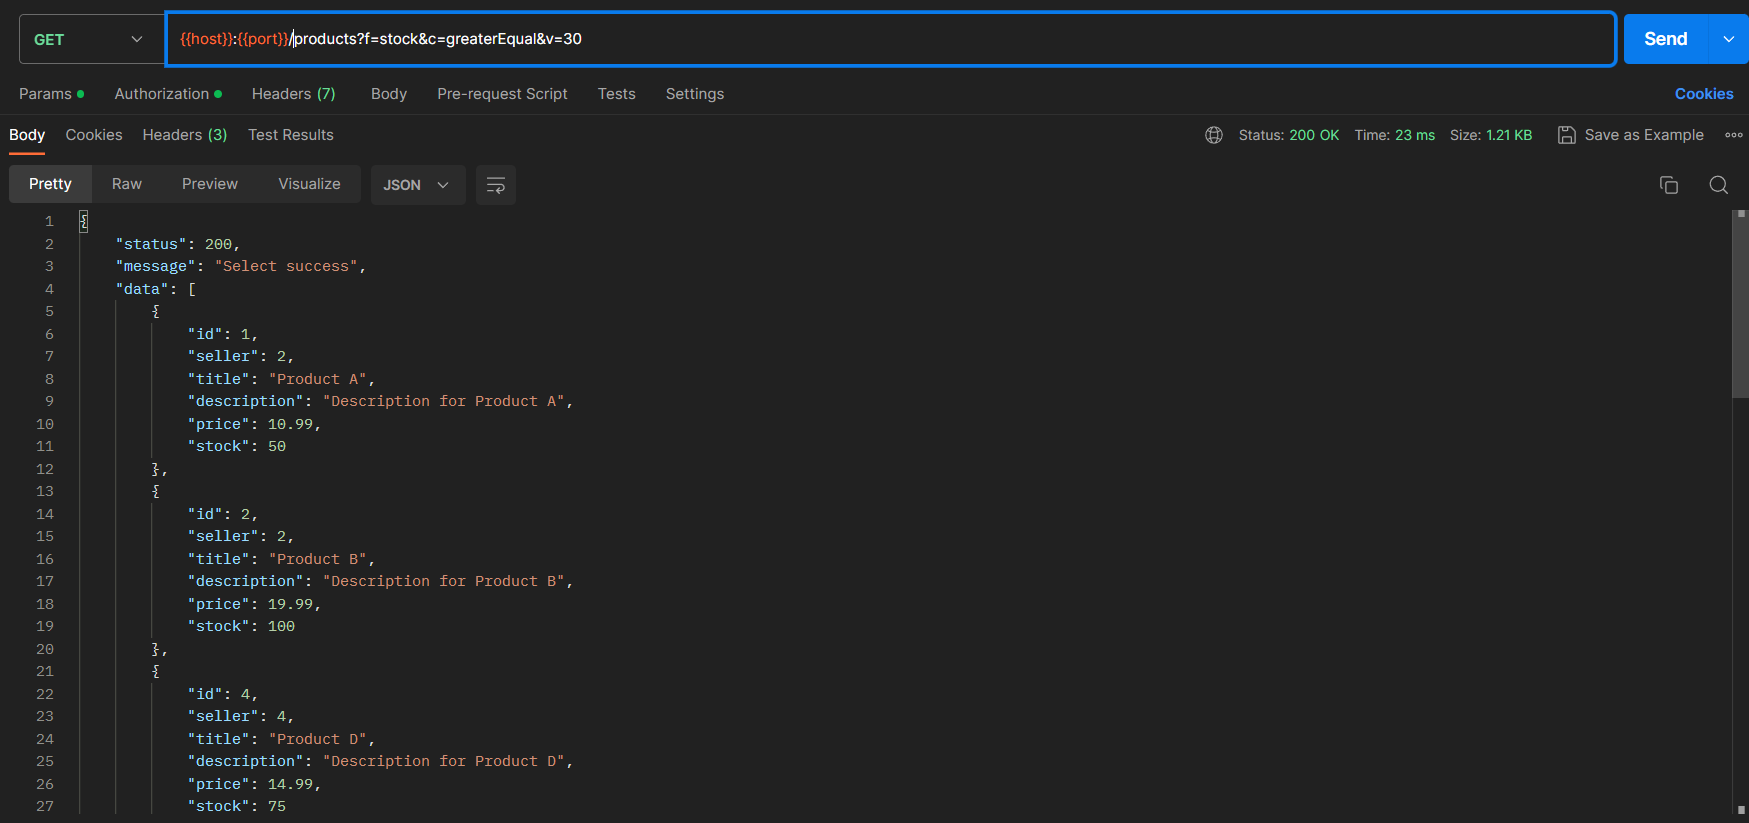 GET {{host}}:{{port}}/products?f=stock&c=greaterEqual&v=30 Send
Params Authorization Headers (7) Body Pre-request Script Tests Settings Cookies
Body Cookies Headers (3) Test Results Status: 200 OK Time: 23 ms Size: 1.21 KB Save as Example
Pretty Raw Preview Visualize JSON
1 {
2 "status": 200,
3 "message": "Select success",
4 "data": [
5 {
6 "id": 1,
7 "seller": 2,
8 "title": "Product A",
9 "description": "Description for Product A",
10 "price": 10.99,
11 "stock": 50
12 },
13 {
14 "id": 2,
15 "seller": 2,
16 "title": "Product B",
17 "description": "Description for Product B",
18 "price": 19.99,
19 "stock": 100
20 },
21 {
22 "id": 4,
23 "seller": 4,
24 "title": "Product D",
25 "description": "Description for Product D",
26 "price": 14.99,
27 "stock": 75